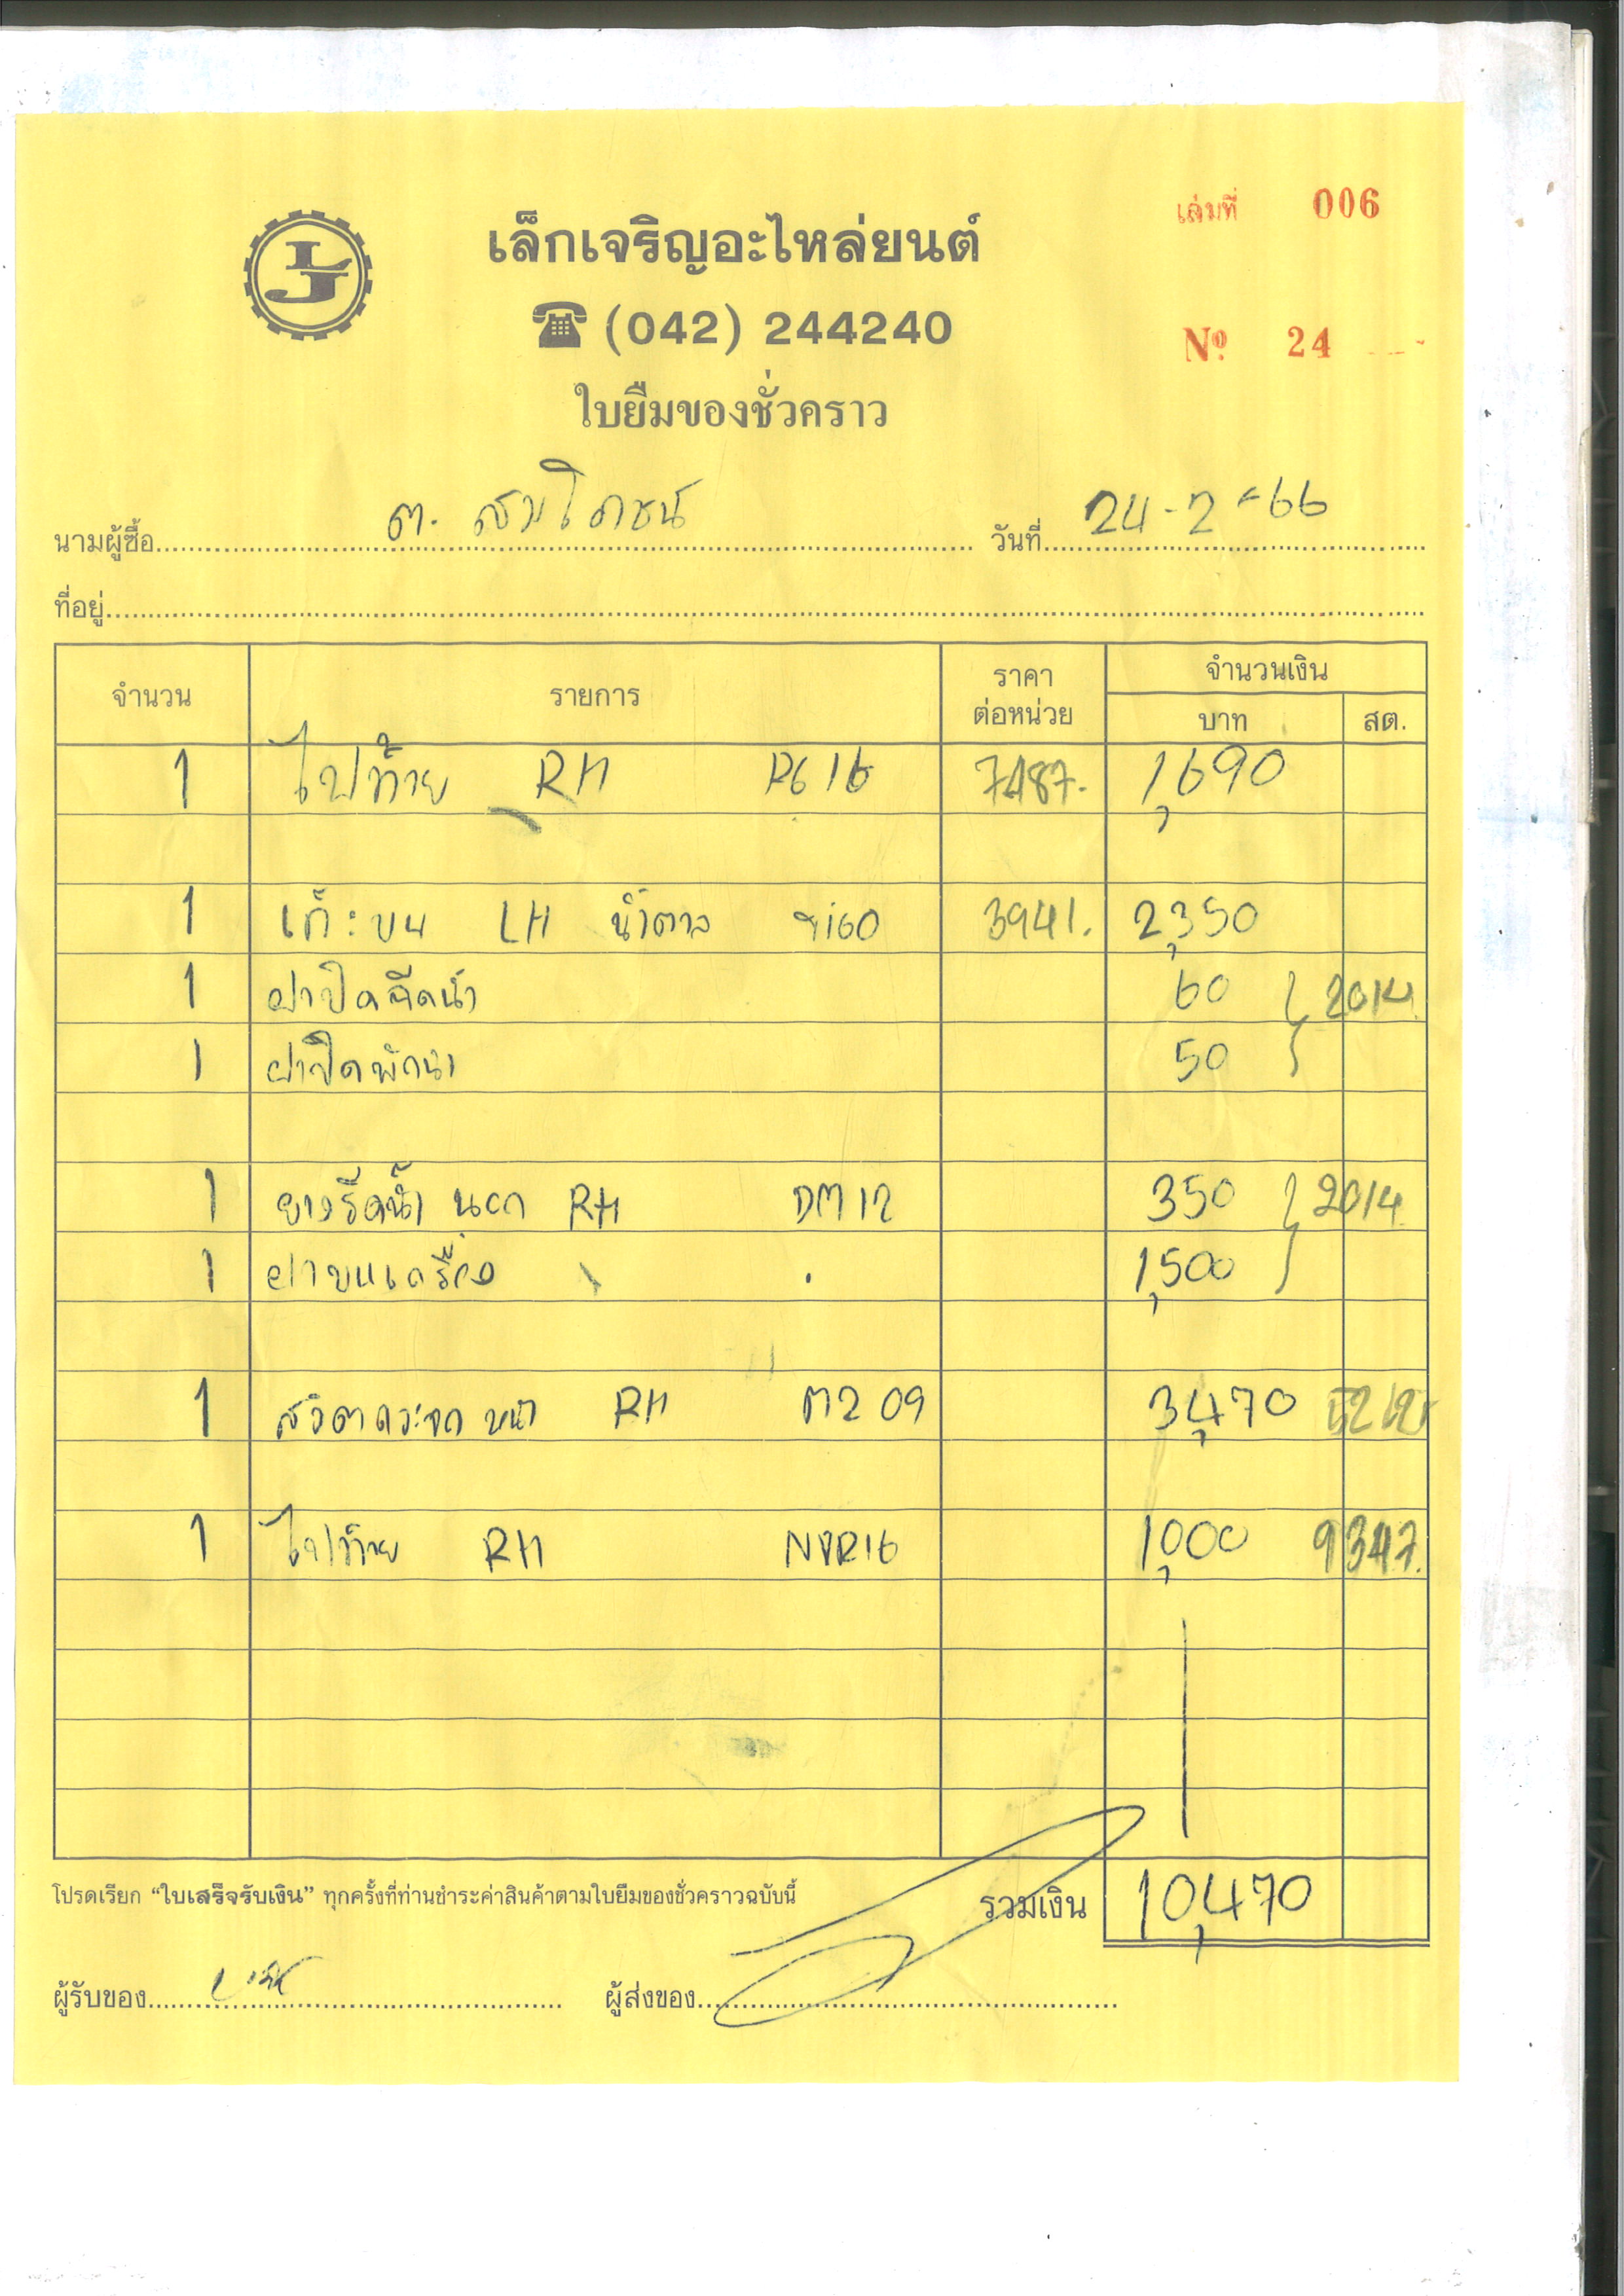 เล่มที่ 006
เล็กเจริญอะไหล่ยนต์
(042) 244240
Nº 24
ใบยืมของชั่วคราว
นามผู้ซื้อ ต. สมโภชน์ วันที่ 24-2-66
ที่อยู่
จำนวน รายการ ราคาต่อหน่วย จำนวนเงิน
บาท สต.
1 ไฟท้าย RH RG16 7487. 1,690
1 LH น้ำตาล 3941. 2,350
1 ฝาปิดฉีดน้ำ 60 2014
1 ฝาปิดพักน้ำ 50
1 ยางรีดน้ำ นอก RH DM12 350 2014
1 ฝาบนเครื่อง 1,500
1 สวิตกระจก หน้า RH M2 09 3,470
1 ไฟท้าย RH NVR16 1,000 9347.
โปรดเรียก “ใบเสร็จรับเงิน” ทุกครั้งที่ท่านชำระค่าสินค้าตามใบยืมของชั่วคราวฉบับนี้ รวมเงิน 10,470
ผู้รับของ ผู้ส่งของ